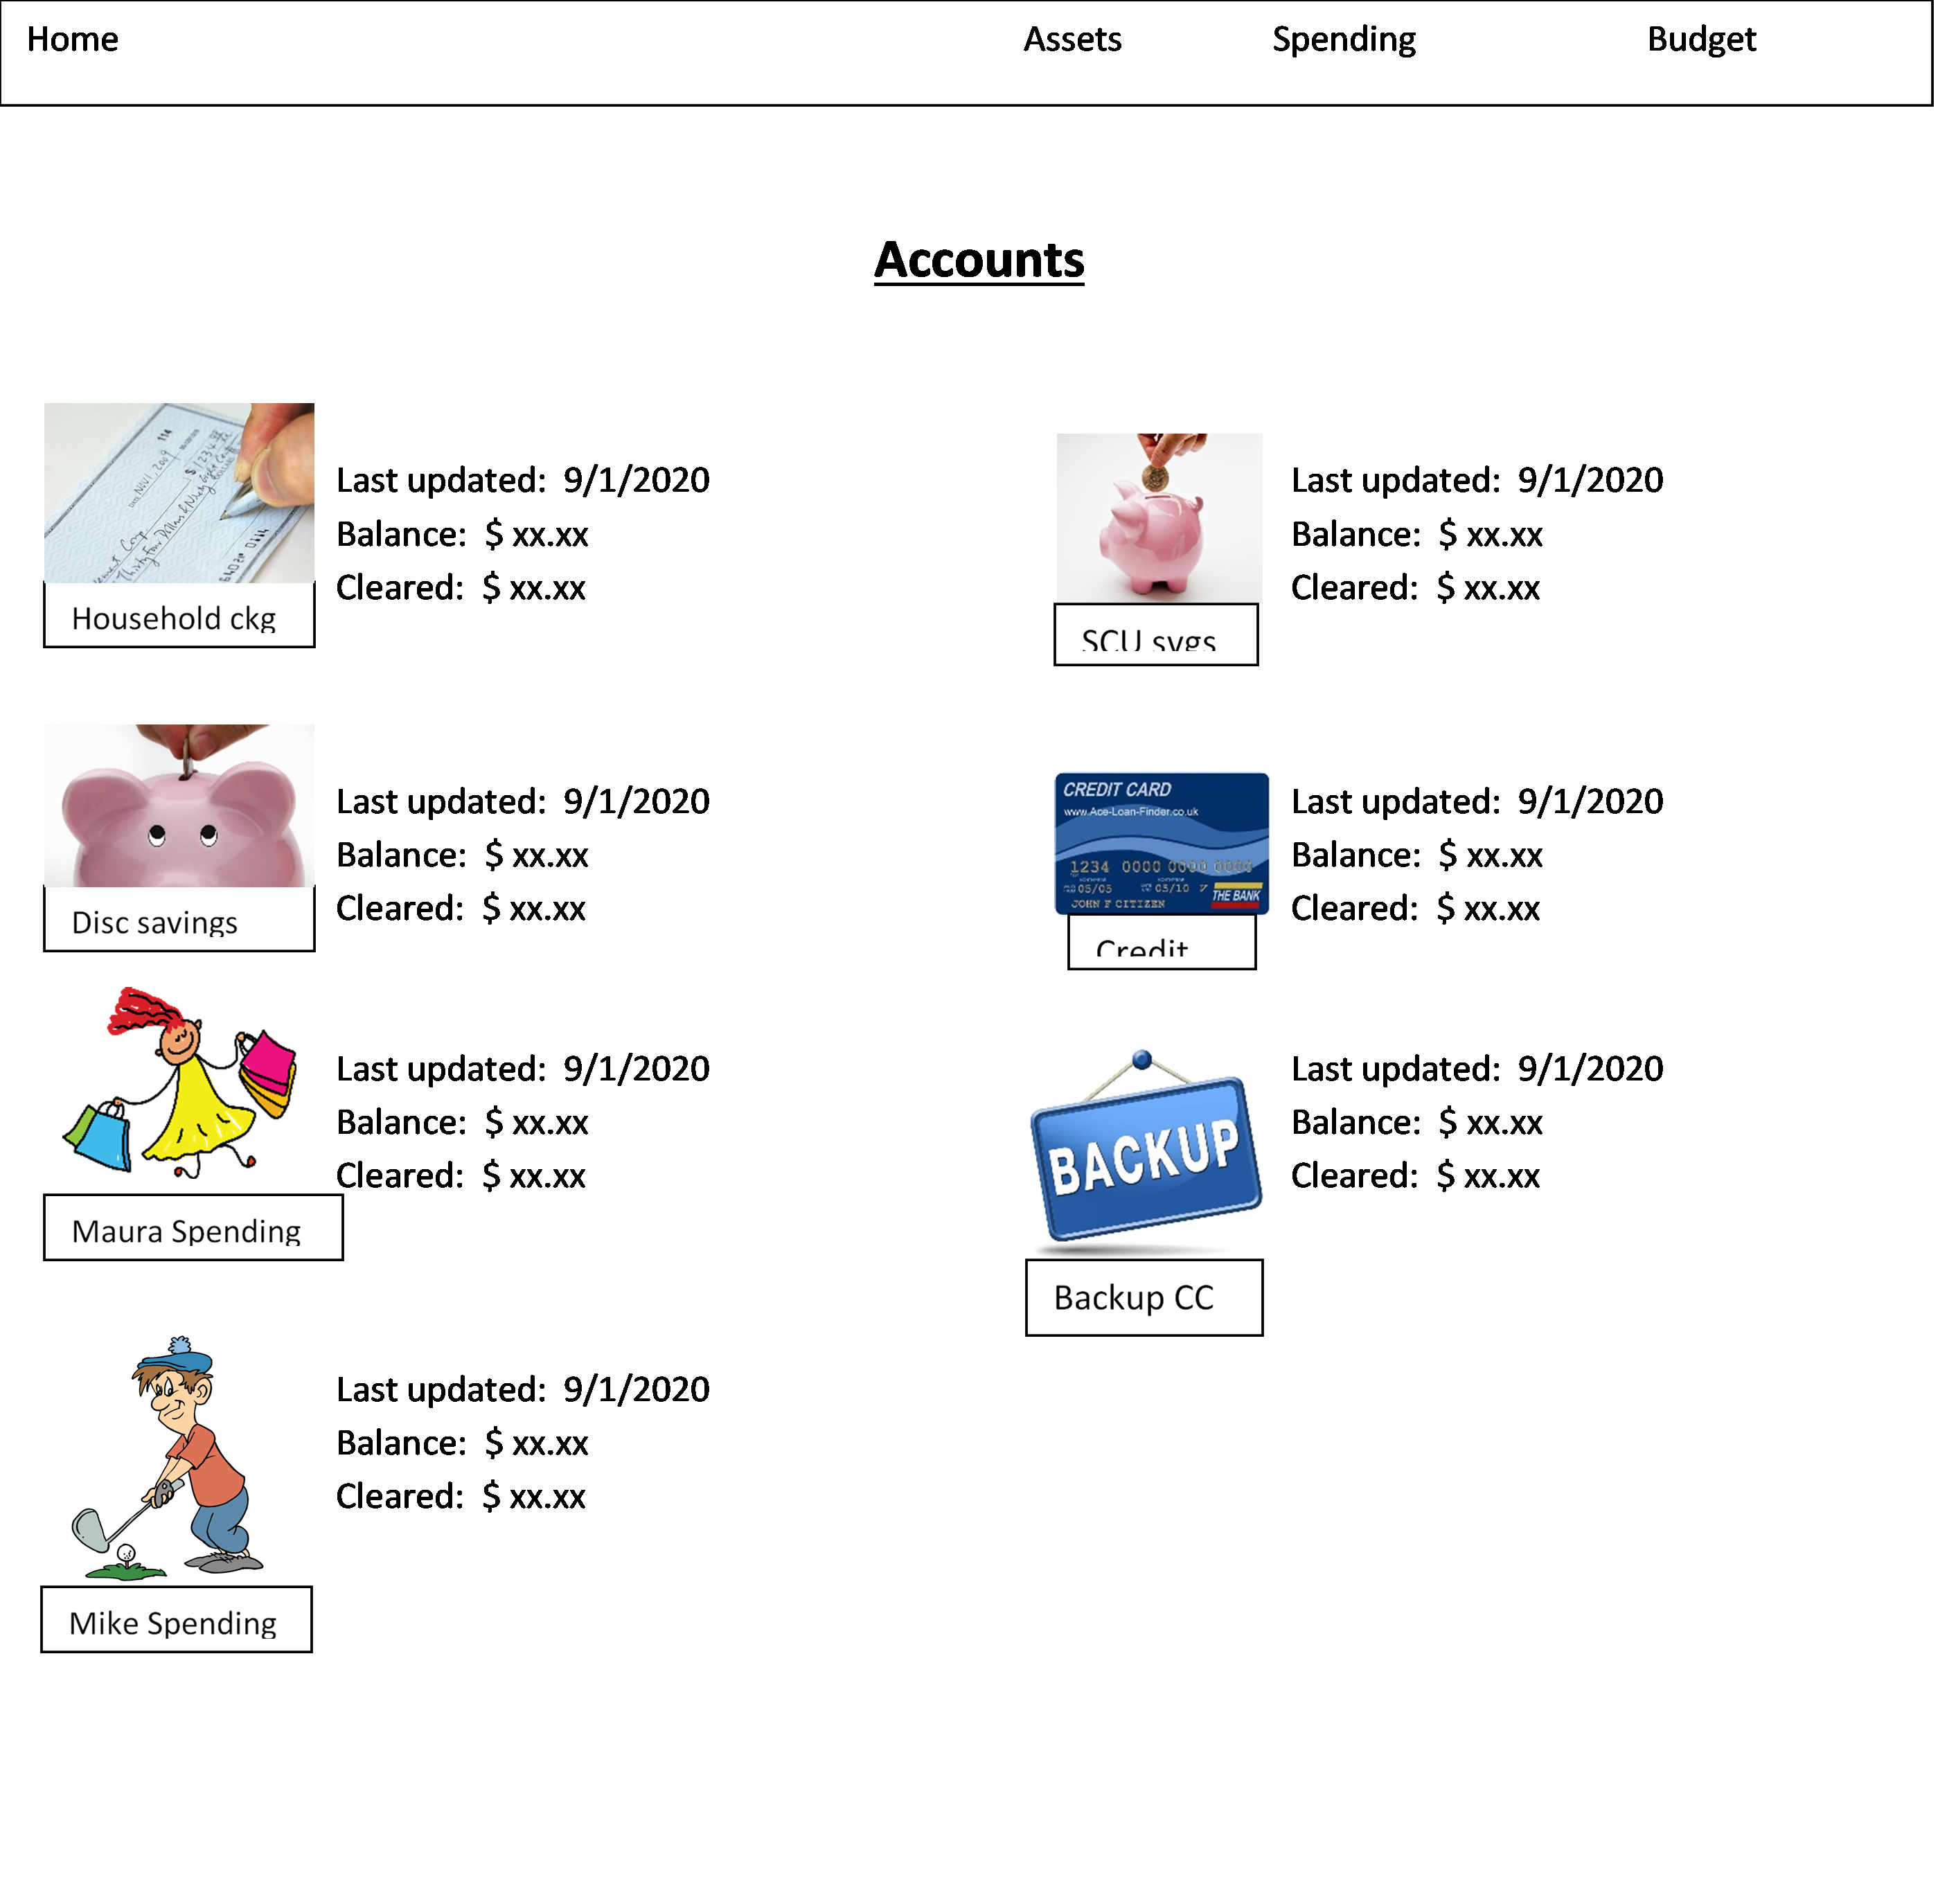 Home Assets Spending Budget
Accounts
Last updated: 9/1/2020
Balance: $ xx.xx
Cleared: $ xx.xx
Household ckg
Last updated: 9/1/2020
Balance: $ xx.xx
Cleared: $ xx.xx
SCU svgs
Last updated: 9/1/2020
Balance: $ xx.xx
Cleared: $ xx.xx
Disc savings
CREDIT CARD
www.Ace-Loan-Finder.co.uk
1234 0000 0000 0000
05/05 03/10 V
THE BANK
JOHN F CITIZEN
Last updated: 9/1/2020
Balance: $ xx.xx
Cleared: $ xx.xx
Credit
Last updated: 9/1/2020
Balance: $ xx.xx
Cleared: $ xx.xx
Maura Spending
BACKUP
Last updated: 9/1/2020
Balance: $ xx.xx
Cleared: $ xx.xx
Backup CC
Last updated: 9/1/2020
Balance: $ xx.xx
Cleared: $ xx.xx
Mike Spending